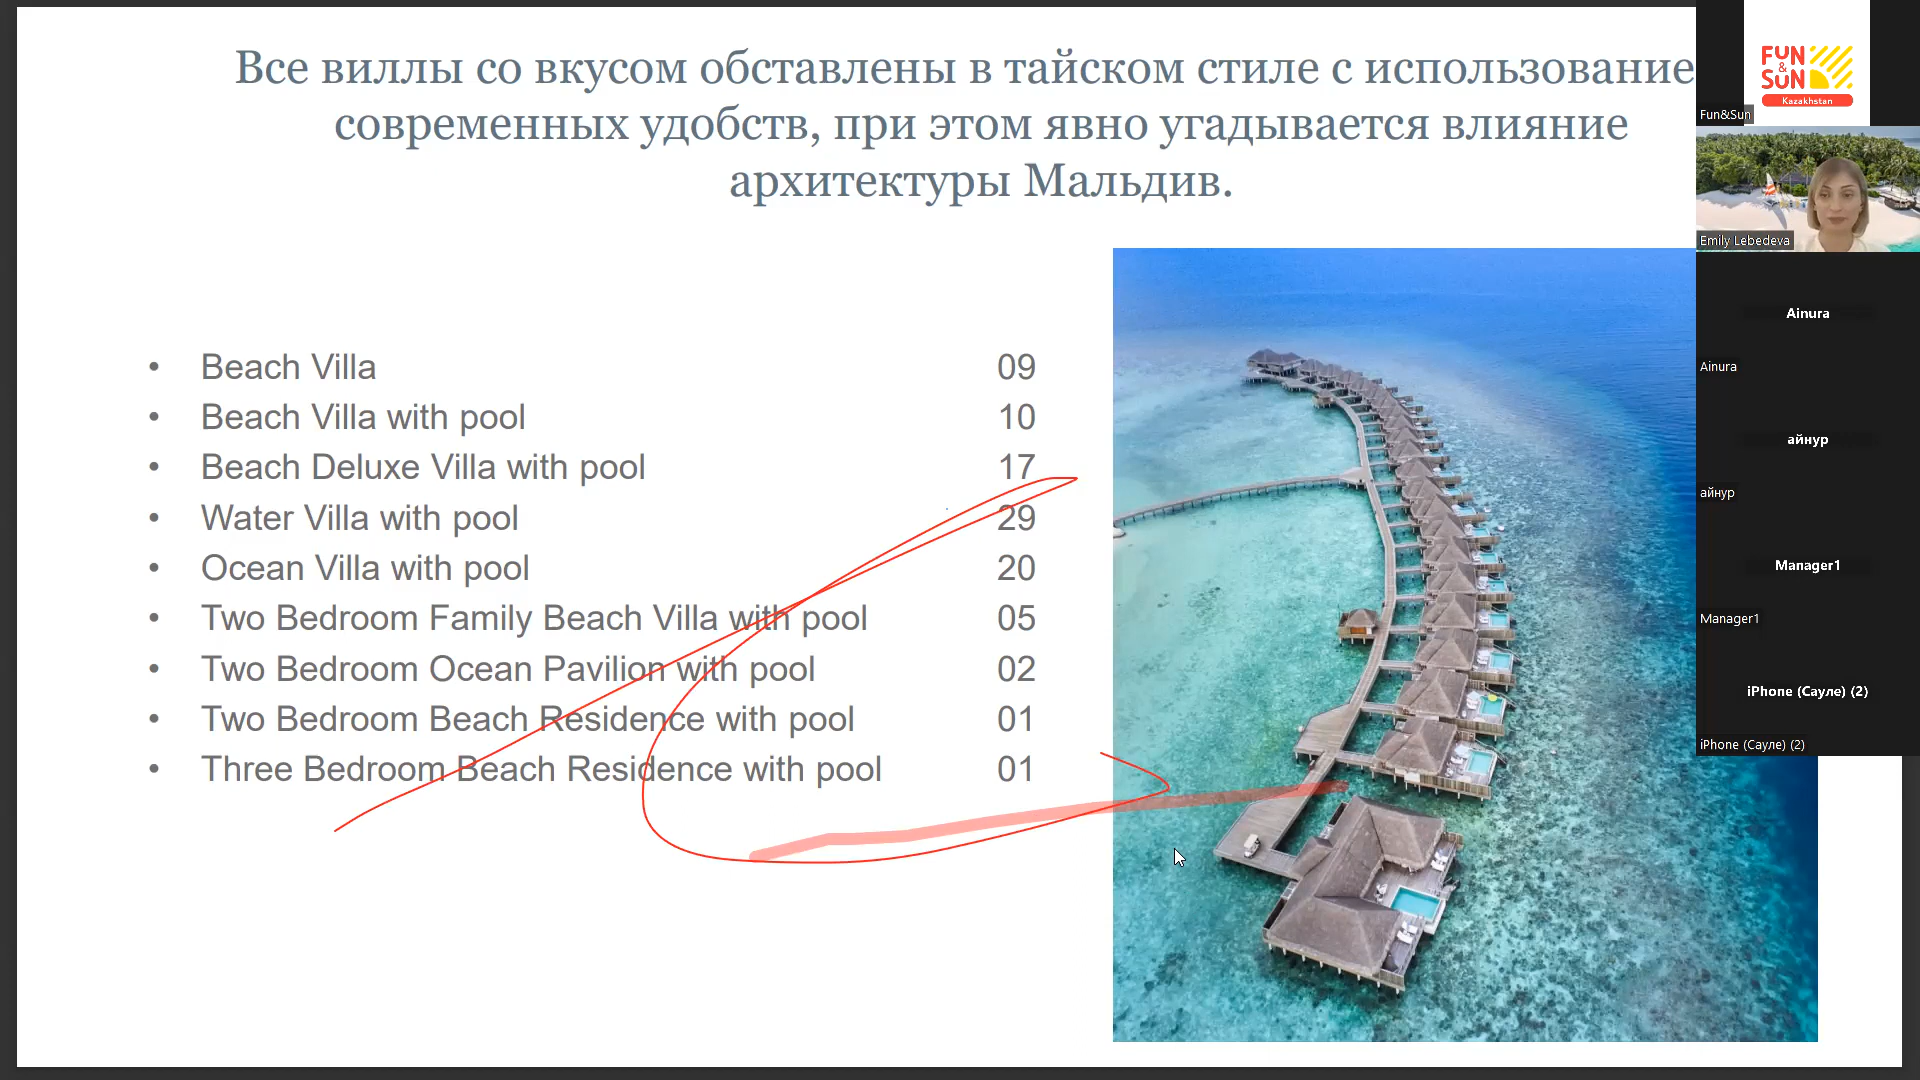 Все виллы со вкусом обставлены в тайском стиле с использование
современных удобств, при этом явно угадывается влияние
архитектуры Мальдив.
• Beach Villa 09
• Beach Villa with pool 10
• Beach Deluxe Villa with pool 17
• Water Villa with pool 29
• Ocean Villa with pool 20
• Two Bedroom Family Beach Villa with pool 05
• Two Bedroom Ocean Pavilion with pool 02
• Two Bedroom Beach Residence with pool 01
• Three Bedroom Beach Residence with pool 01
FUN
&
SUN
Kazakhstan
Fun&Sun
Emily Lebedeva
Ainura
Ainura
айнур
айнур
Manager1
Manager1
iPhone (Сауле) (2)
iPhone (Сауле) (2)